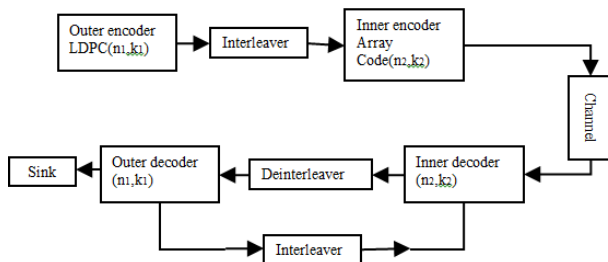 Outer encoder
LDPC(n1,k1)
Interleaver
Inner encoder
Array
Code(n2,k2)
Channel
Sink
Outer decoder
(n1,k1)
Deinterleaver
Inner decoder
(n2,k2)
Interleaver